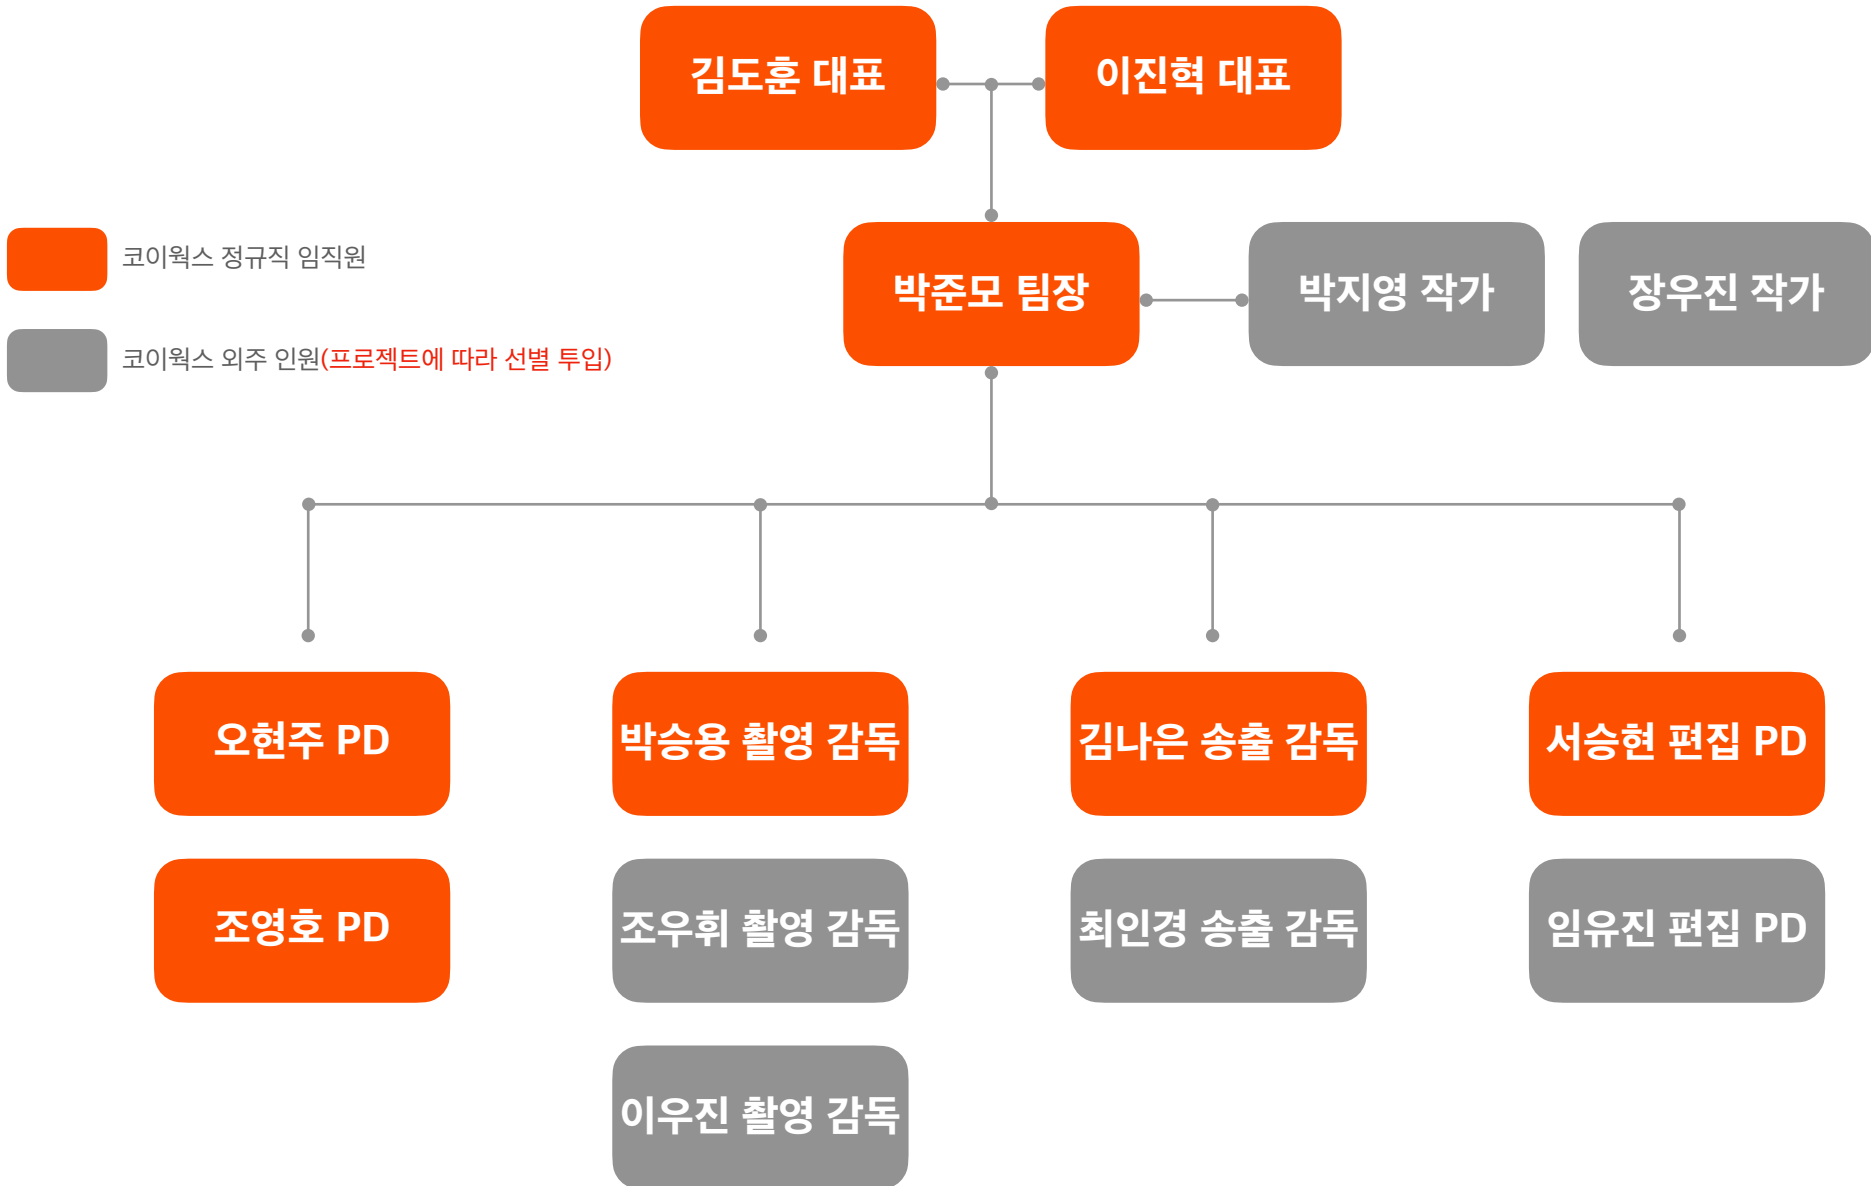 김도훈 대표
이진혁 대표
코이웍스 정규직 임직원
코이웍스 외주 인원(프로젝트에 따라 선별 투입)
박준모 팀장
박지영 작가
장우진 작가
오현주 PD
박승용 촬영 감독
김나은 송출 감독
서승현 편집 PD
조영호 PD
조우휘 촬영 감독
최인경 송출 감독
임유진 편집 PD
이우진 촬영 감독